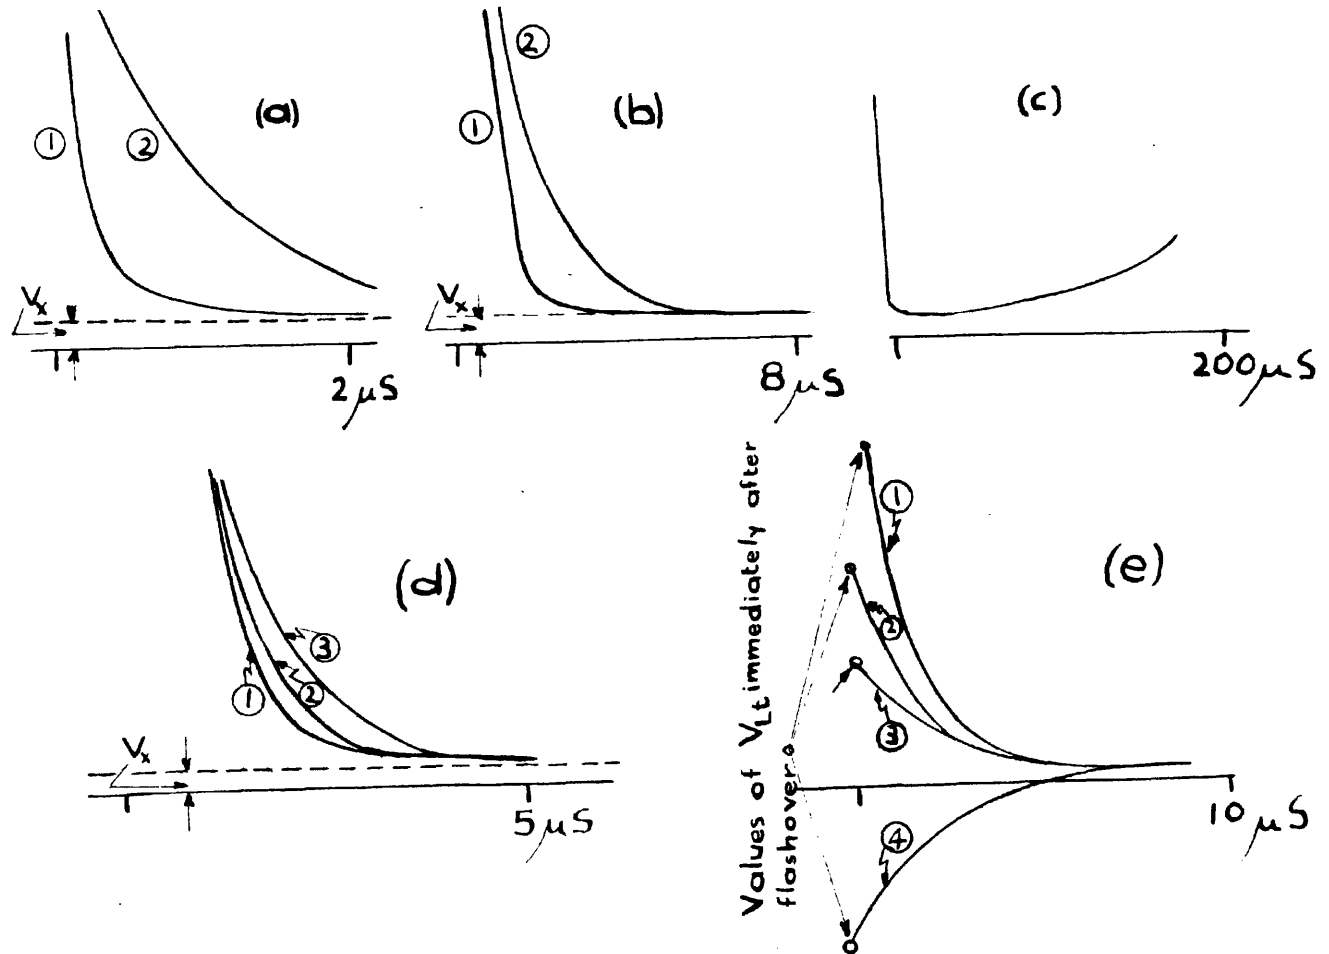 (a)
①
②
Vx
2μS
(b)
①
②
Vx
8μS
(c)
200μS
(d)
①
②
③
Vx
5μS
(e)
Values of VLt immediately after
flashover.
①
②
③
④
10μS